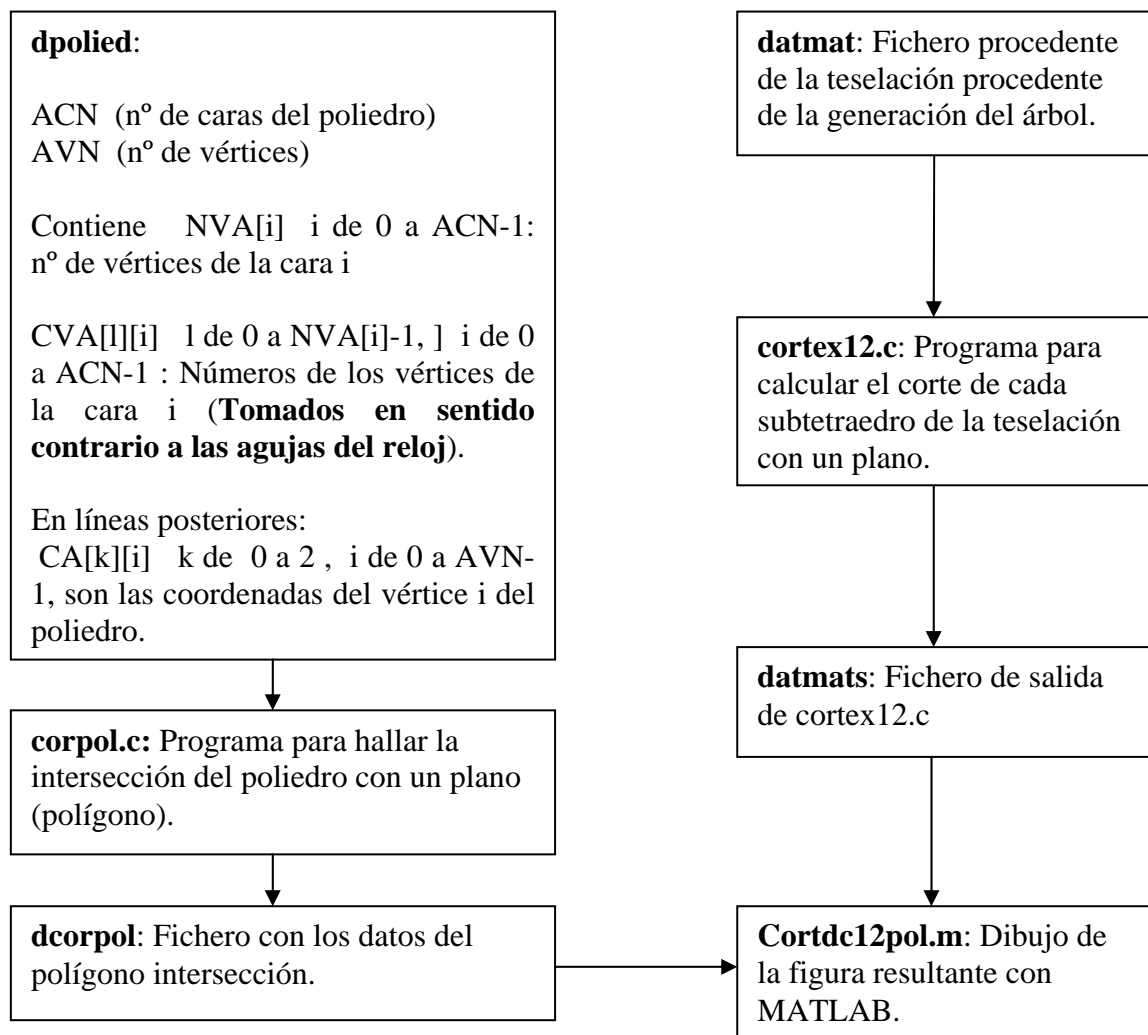 dpolied:
ACN (nº de caras del poliedro)
AVN (nº de vértices)
Contiene NVA[i] i de 0 a ACN-1:
nº de vértices de la cara i
CVA[l][i] l de 0 a NVA[i]-1, ] i de 0
a ACN-1 : Números de los vértices de
la cara i (Tomados en sentido
contrario a las agujas del reloj).
En líneas posteriores:
CA[k][i] k de 0 a 2 , i de 0 a AVN-
1, son las coordenadas del vértice i del
poliedro.
corpol.c: Programa para hallar la
intersección del poliedro con un plano
(polígono).
dcorpol: Fichero con los datos del
polígono intersección.
datmat: Fichero procedente
de la teselación procedente
de la generación del árbol.
cortex12.c: Programa para
calcular el corte de cada
subtetraedro de la teselación
con un plano.
datmats: Fichero de salida
de cortex12.c
Cortdc12pol.m: Dibujo de
la figura resultante con
MATLAB.